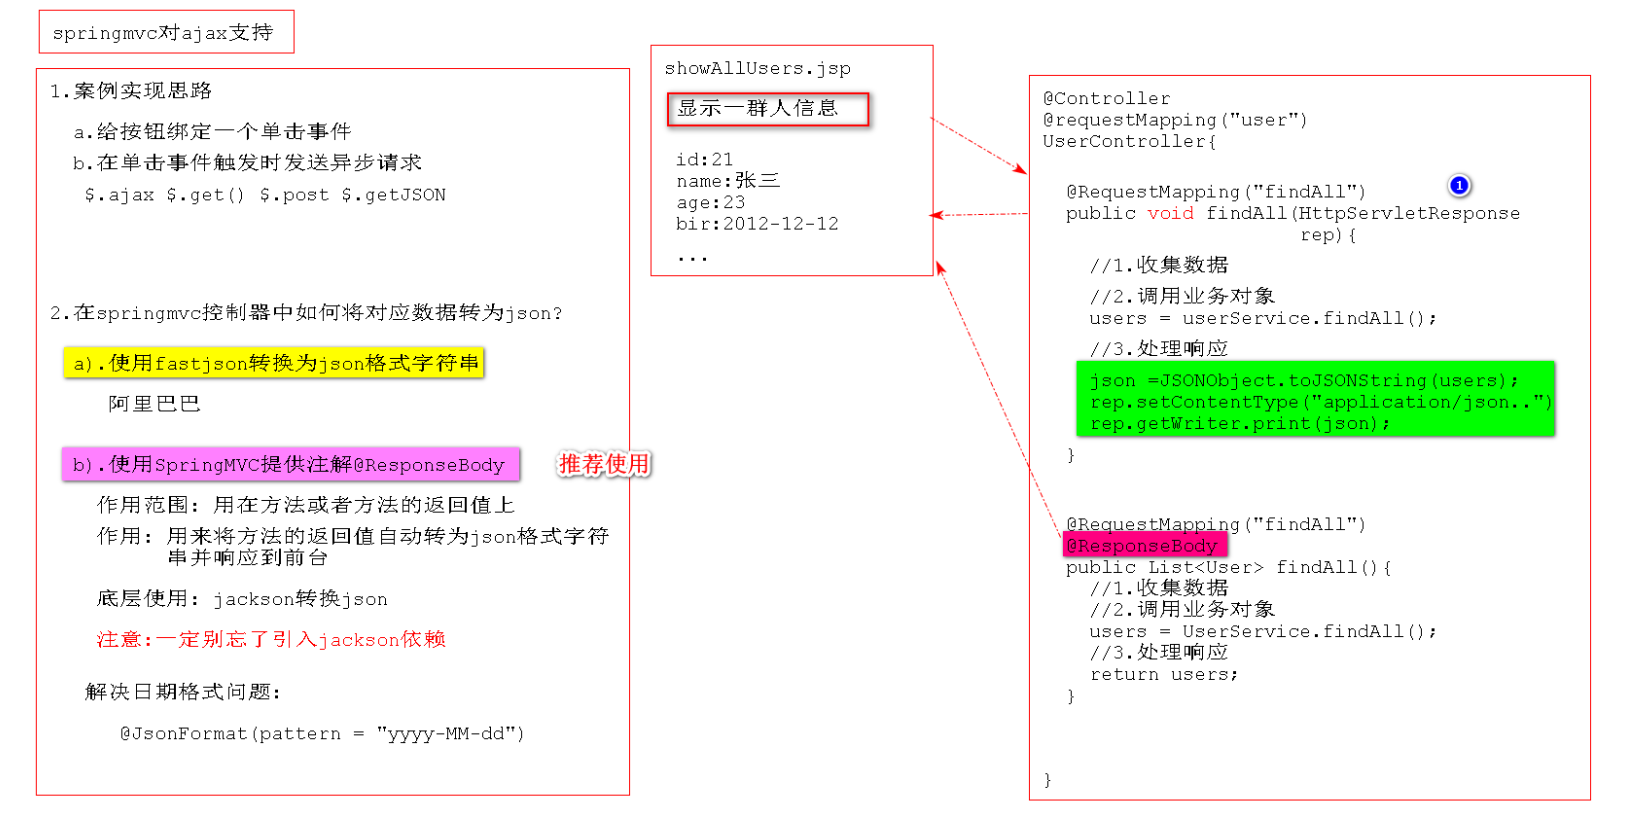 springmvc对ajax支持
1.案例实现思路
a.给按钮绑定一个单击事件
b.在单击事件触发时发送异步请求
$.ajax $.get() $.post $.getJSON
2.在springmvc控制器中如何将对应数据转为json?
a).使用fastjson转换为json格式字符串
阿里巴巴
b).使用SpringMVC提供注解@ResponseBody
推荐使用
作用范围: 用在方法或者方法的返回值上
作用: 用来将方法的返回值自动转为json格式字符
串并响应到前台
底层使用: jackson转换json
注意:一定别忘了引入jackson依赖
解决日期格式问题:
@JsonFormat(pattern = "yyyy-MM-dd")
showAllUsers.jsp
显示一群人信息
id:21
name:张三
age:23
bir:2012-12-12
...
@Controller
@requestMapping("user")
UserController{
@RequestMapping("findAll")
1
public void findAll(HttpServletResponse
rep){
//1.收集数据
//2.调用业务对象
users = userService.findAll();
//3.处理响应
json =JSONObject.toJSONString(users);
rep.setContentType("application/json..")
rep.getWriter.print(json);
}
@RequestMapping("findAll")
@ResponseBody
public List<User> findAll(){
//1.收集数据
//2.调用业务对象
users = UserService.findAll();
//3.处理响应
return users;
}
}